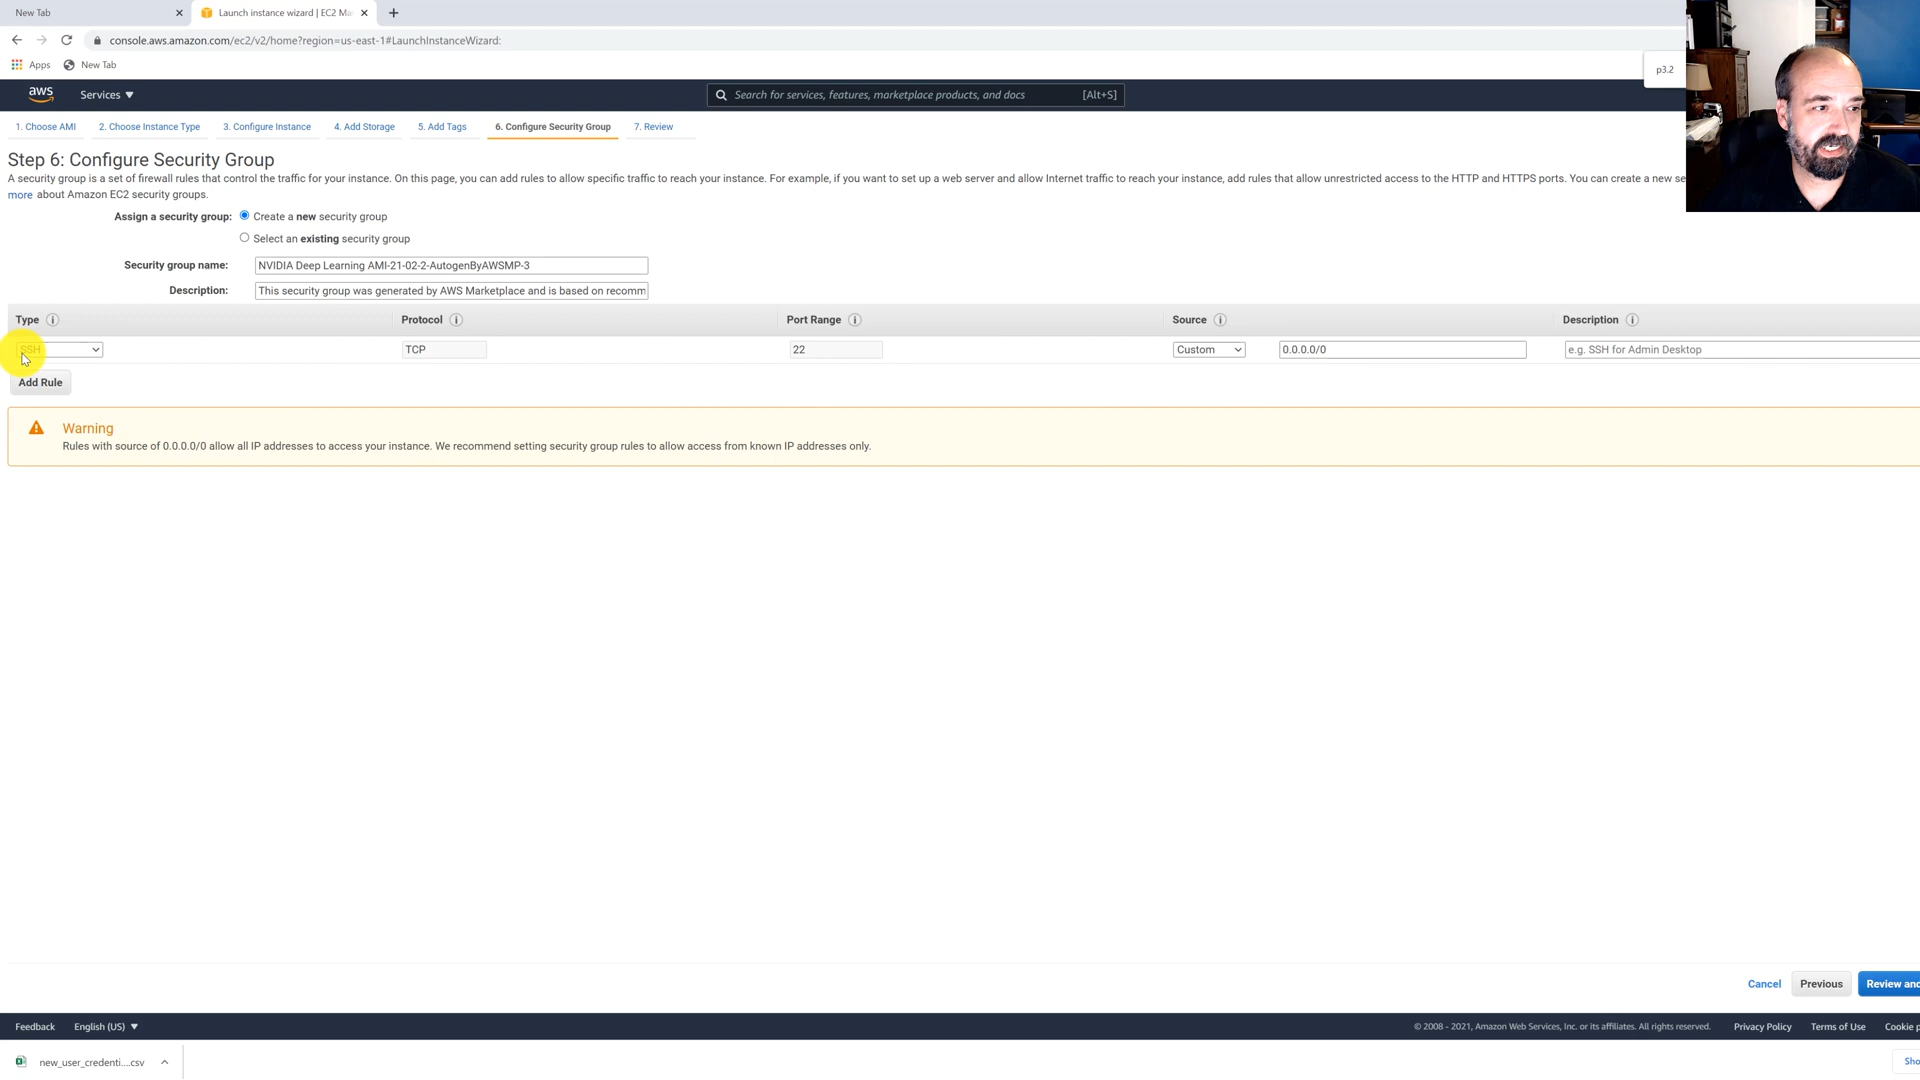 New Tab
Launch instance wizard | EC2 Ma
console.aws.amazon.com/ec2/v2/home?region=us-east-1#LaunchInstanceWizard:
Apps
New Tab
p3.2
aws
Services
Search for services, features, marketplace products, and docs
[Alt+S]
1. Choose AMI
2. Choose Instance Type
3. Configure Instance
4. Add Storage
5. Add Tags
6. Configure Security Group
7. Review
Step 6: Configure Security Group
A security group is a set of firewall rules that control the traffic for your instance. On this page, you can add rules to allow specific traffic to reach your instance. For example, if you want to set up a web server and allow Internet traffic to reach your instance, add rules that allow unrestricted access to the HTTP and HTTPS ports. You can create a new se
more about Amazon EC2 security groups.
Assign a security group:
Create a new security group
Select an existing security group
Security group name:
NVIDIA Deep Learning AMI-21-02-2-AutogenByAWSMP-3
Description:
This security group was generated by AWS Marketplace and is based on recomm
Type
Protocol
Port Range
Source
Description
SSH
TCP
22
Custom
0.0.0.0/0
e.g. SSH for Admin Desktop
Add Rule
Warning
Rules with source of 0.0.0.0/0 allow all IP addresses to access your instance. We recommend setting security group rules to allow access from known IP addresses only.
Cancel
Previous
Review and
Feedback
English (US)
© 2008 - 2021, Amazon Web Services, Inc. or its affiliates. All rights reserved.
Privacy Policy
Terms of Use
Cookie p
new_user_credenti....csv
Sho